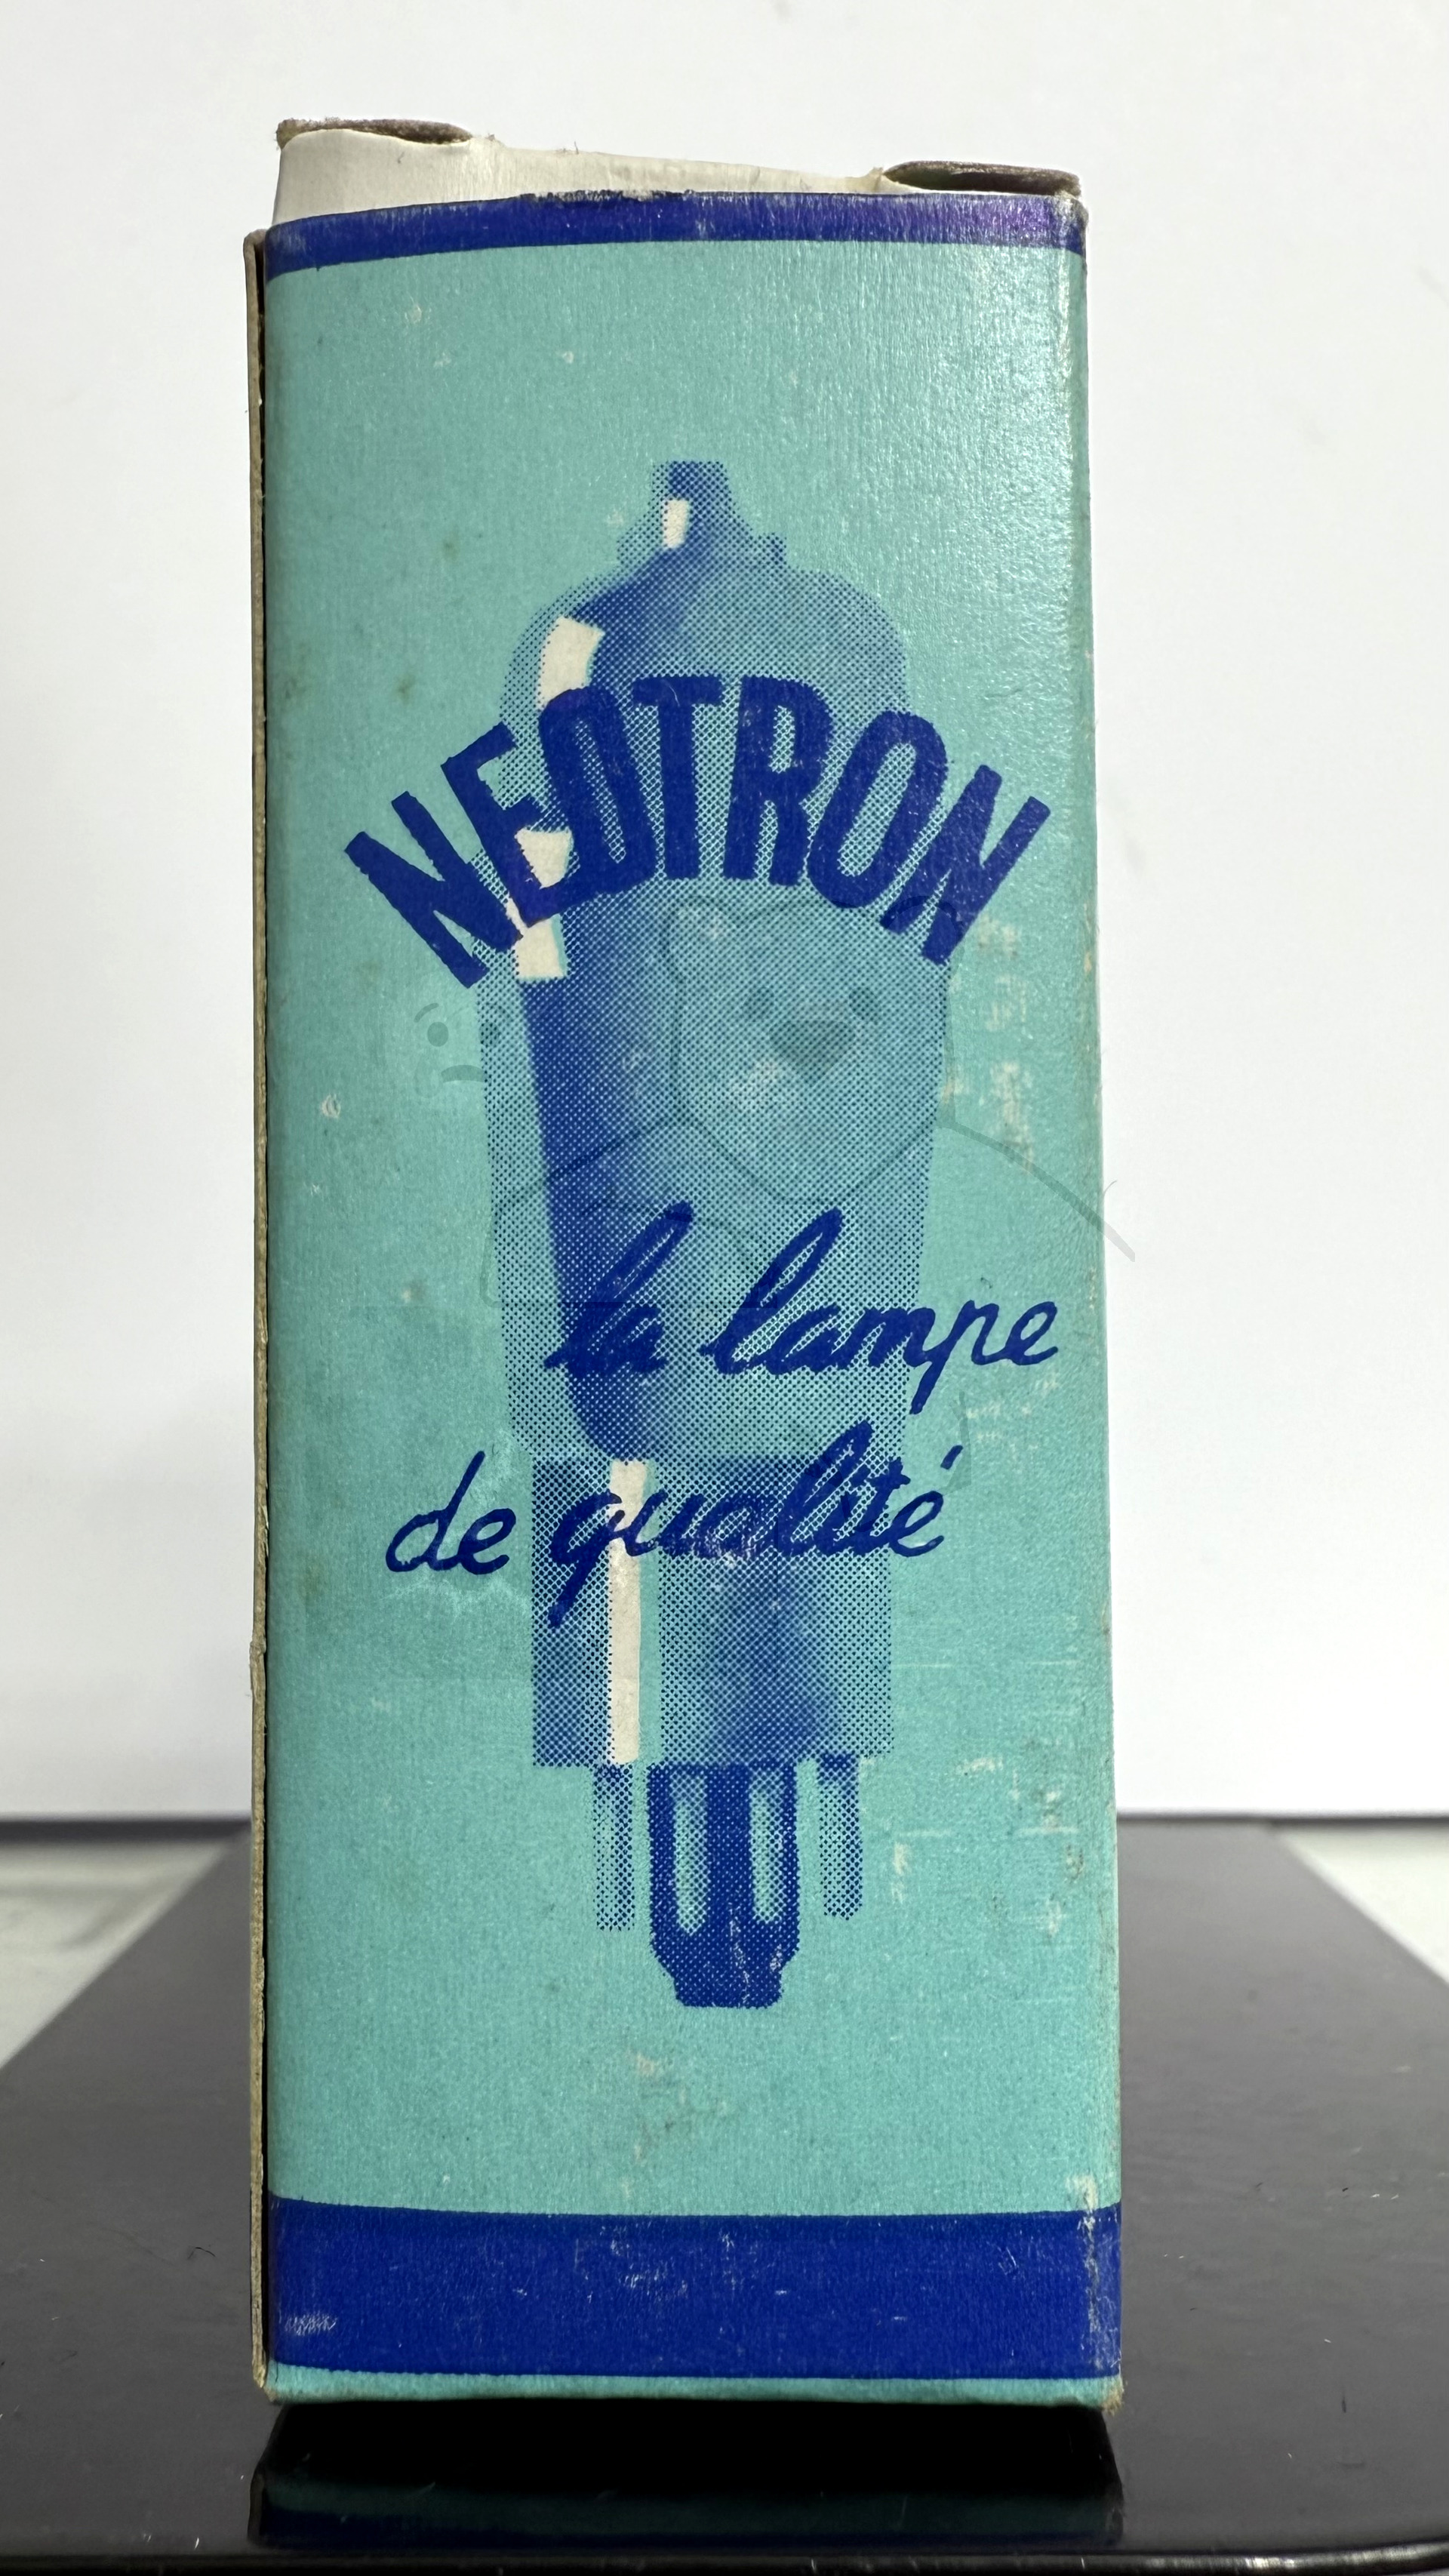 NEOTRON
la lampe
de qualité